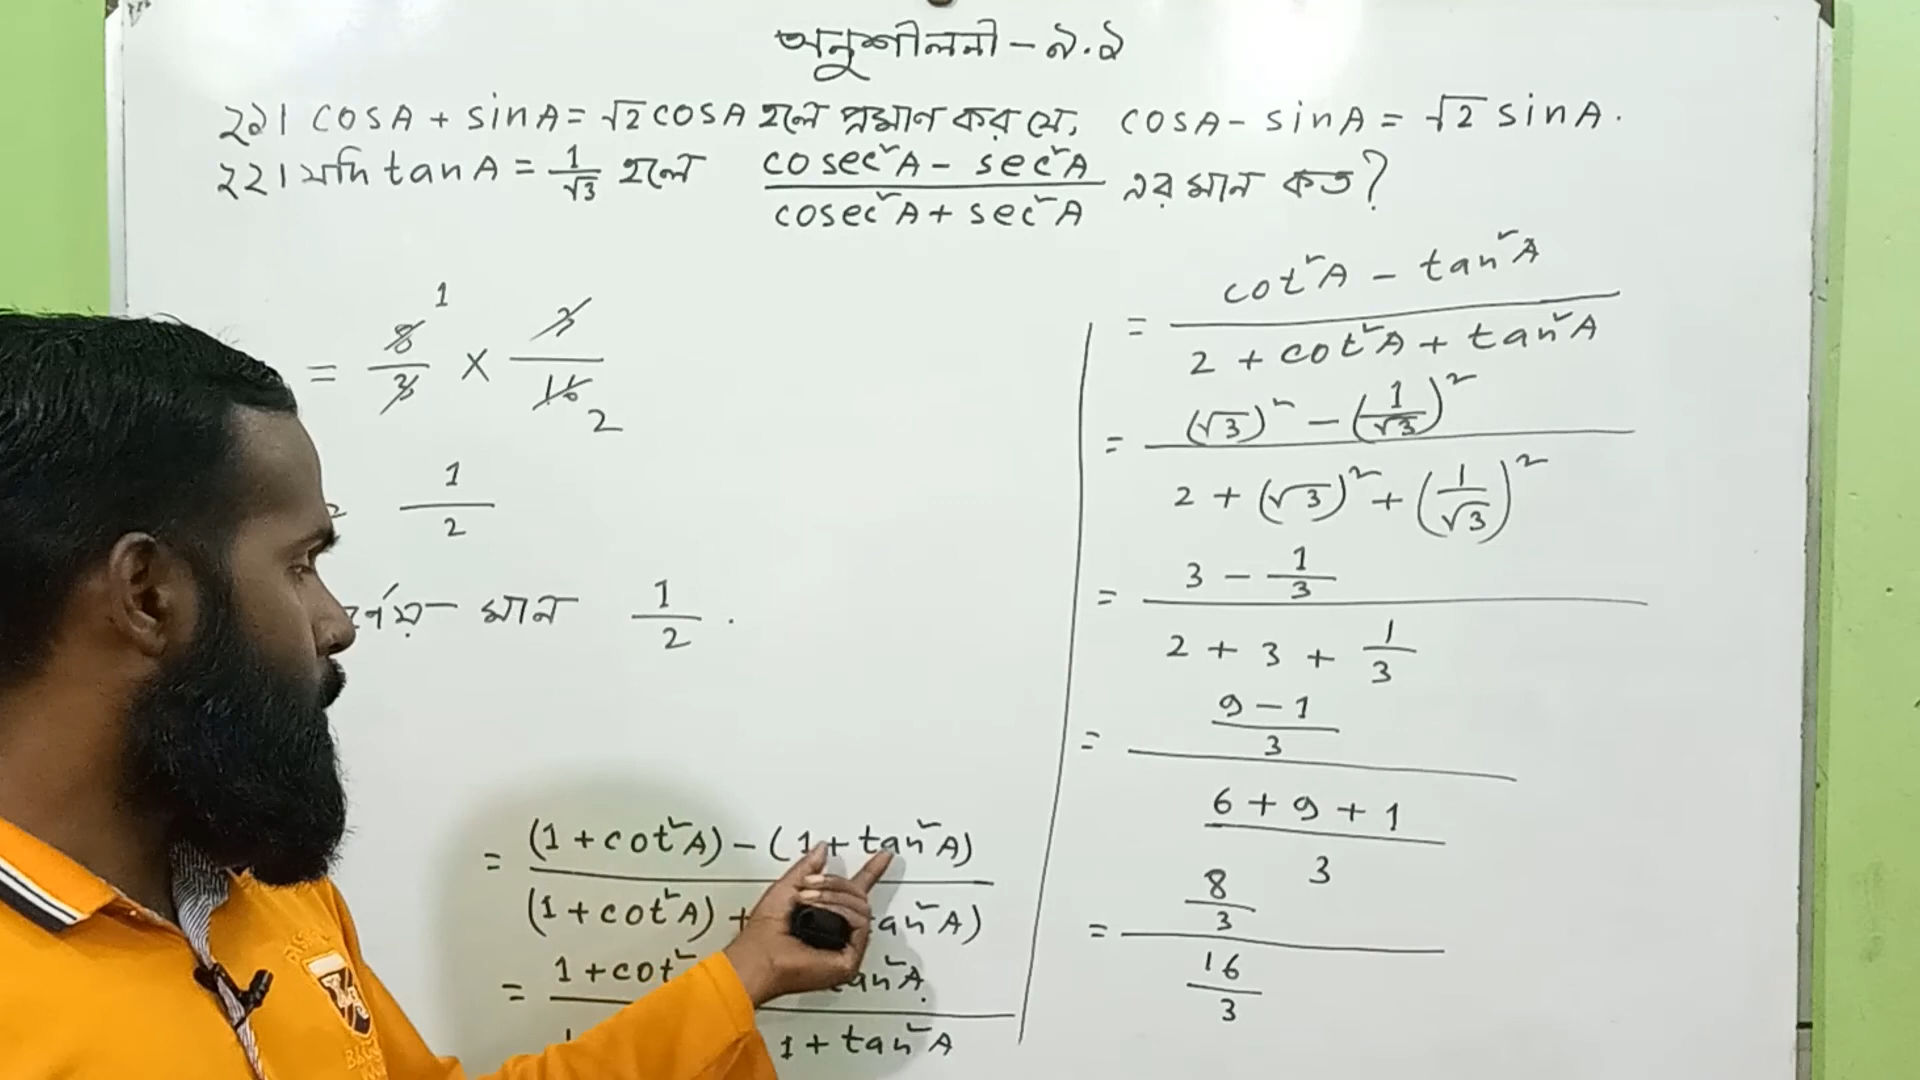 অনুশীলনী - ৯.১
২১। cosA + sinA = √2 cosA হলে প্রমাণ কর যে, cosA - sinA = √2 sinA.
২২। যদি tanA = 1/√3 হলে (cosec²A - sec²A)/(cosec²A + sec²A) এর মান কত?
= 8/3 × 3/16 1 2
= 1/2
মান 1/2 .
= ((1 + cot²A) - (1 + tan²A))/((1 + cot²A) + tan²A)
= 1 + cot² tan²A / 1 + tan²A
= (cot²A - tan²A)/(2 + cot²A + tan²A)
= ((√3)² - (1/√3)²)/(2 + (√3)² + (1/√3)²)
= (3 - 1/3)/(2 + 3 + 1/3)
= ((9 - 1)/3)/((6 + 9 + 1)/3)
= (8/3)/(16/3)